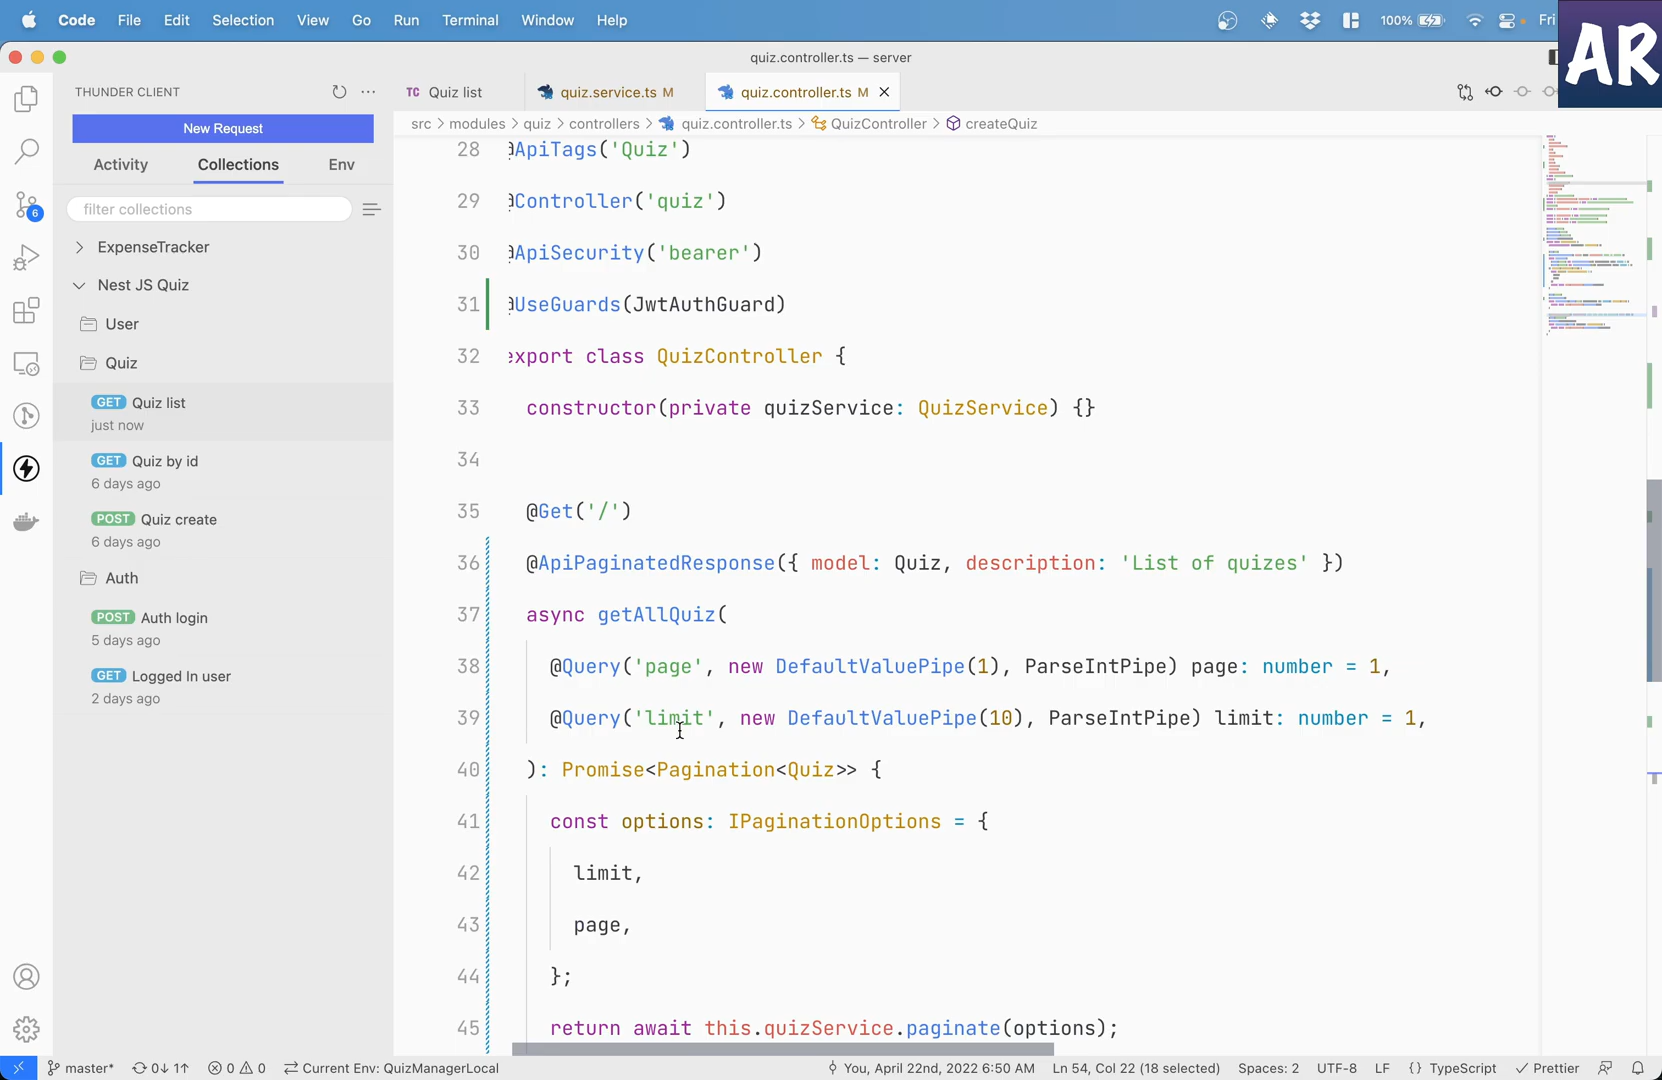 Code File Edit Selection View Go Run Terminal Window Help 100% Fri
AR
quiz.controller.ts — server
THUNDER CLIENT
TC Quiz list quiz.service.ts M quiz.controller.ts M
New Request
src > modules > quiz > controllers > quiz.controller.ts > QuizController > createQuiz
Activity Collections Env
filter collections
ExpenseTracker
Nest JS Quiz
User
Quiz
GET Quiz list
just now
GET Quiz by id
6 days ago
POST Quiz create
6 days ago
Auth
POST Auth login
5 days ago
GET Logged In user
2 days ago
6
28 @ApiTags('Quiz')
29 @Controller('quiz')
30 @ApiSecurity('bearer')
31 @UseGuards(JwtAuthGuard)
32 export class QuizController {
33 constructor(private quizService: QuizService) {}
34
35 @Get('/')
36 @ApiPaginatedResponse({ model: Quiz, description: 'List of quizes' })
37 async getAllQuiz(
38 @Query('page', new DefaultValuePipe(1), ParseIntPipe) page: number = 1,
39 @Query('limit', new DefaultValuePipe(10), ParseIntPipe) limit: number = 1,
40 ): Promise<Pagination<Quiz>> {
41 const options: IPaginationOptions = {
42 limit,
43 page,
44 };
45 return await this.quizService.paginate(options);
master* 0↓ 1↑ 0 0 Current Env: QuizManagerLocal You, April 22nd, 2022 6:50 AM Ln 54, Col 22 (18 selected) Spaces: 2 UTF-8 LF {} TypeScript Prettier